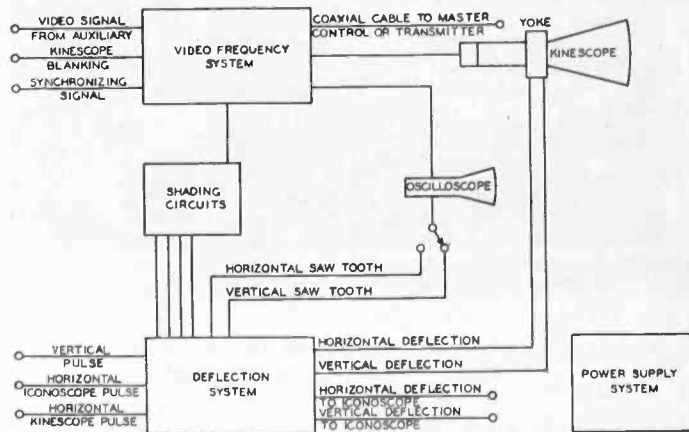 VIDEO SIGNAL
FROM AUXILIARY
KINESCOPE
BLANKING
SYNCHRONIZING
SIGNAL
VIDEO FREQUENCY
SYSTEM
COAXIAL CABLE TO MASTER
CONTROL OR TRANSMITTER
YOKE
KINESCOPE
SHADING
CIRCUITS
OSCILLOSCOPE
HORIZONTAL SAW TOOTH
VERTICAL SAW TOOTH
VERTICAL
PULSE
HORIZONTAL
ICONOSCOPE PULSE
HORIZONTAL
KINESCOPE PULSE
DEFLECTION
SYSTEM
HORIZONTAL DEFLECTION
VERTICAL DEFLECTION
HORIZONTAL DEFLECTION
TO ICONOSCOPE
VERTICAL DEFLECTION
TO ICONOSCOPE
POWER SUPPLY
SYSTEM